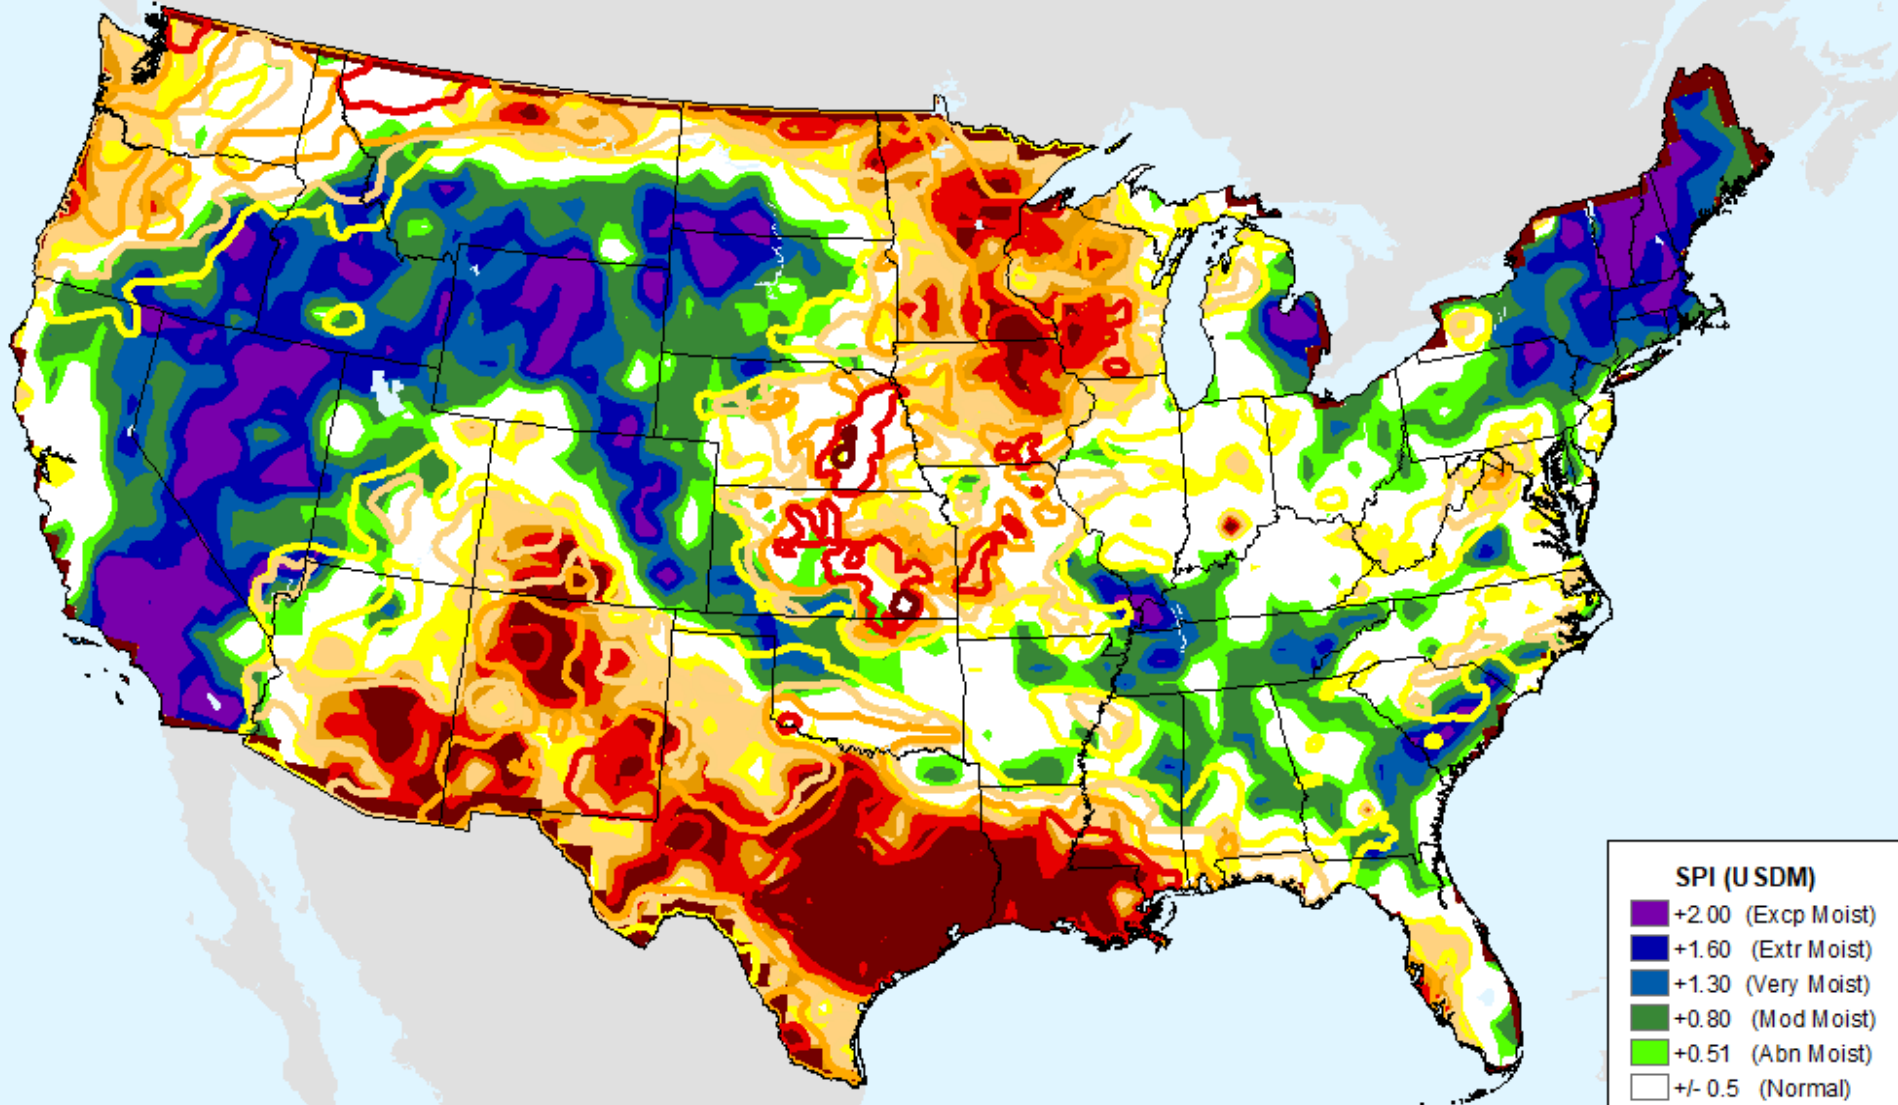 SPI (USDM)
+2.00 (Excp Moist)
+1.60 (Extr Moist)
+1.30 (Very Moist)
+0.80 (Mod Moist)
+0.51 (Abn Moist)
+/- 0.5 (Normal)